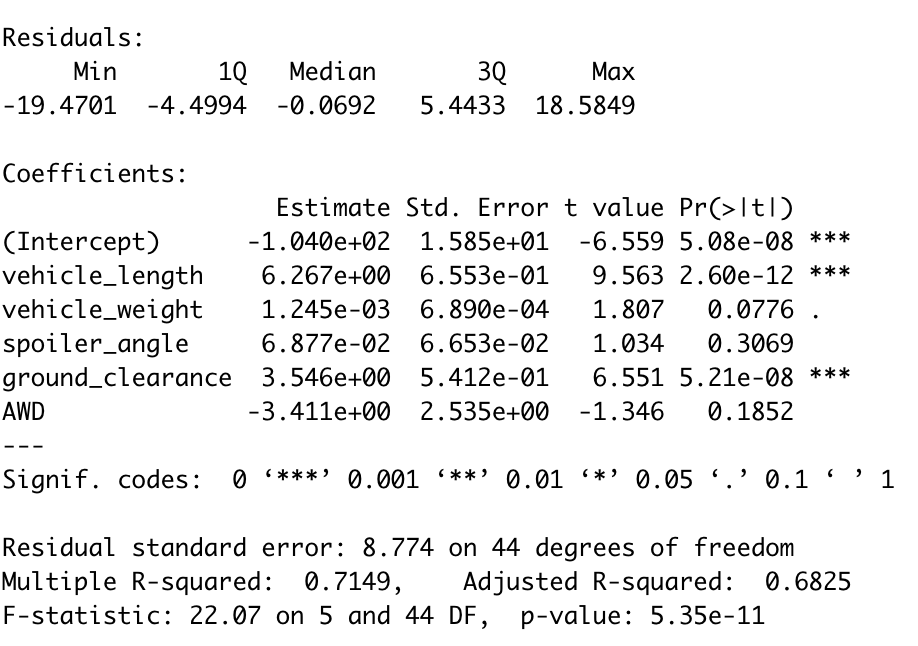 Residuals:
     Min       1Q   Median       3Q      Max
-19.4701  -4.4994  -0.0692   5.4433  18.5849
Coefficients:
                   Estimate Std. Error t value Pr(>|t|)
(Intercept)      -1.040e+02  1.585e+01  -6.559 5.08e-08 ***
vehicle_length    6.267e+00  6.553e-01   9.563 2.60e-12 ***
vehicle_weight    1.245e-03  6.890e-04   1.807   0.0776 .
spoiler_angle     6.877e-02  6.653e-02   1.034   0.3069
ground_clearance  3.546e+00  5.412e-01   6.551 5.21e-08 ***
AWD              -3.411e+00  2.535e+00  -1.346   0.1852
---
Signif. codes:  0 ‘***’ 0.001 ‘**’ 0.01 ‘*’ 0.05 ‘.’ 0.1 ‘ ’ 1
Residual standard error: 8.774 on 44 degrees of freedom
Multiple R-squared:  0.7149,    Adjusted R-squared:  0.6825
F-statistic: 22.07 on 5 and 44 DF,  p-value: 5.35e-11